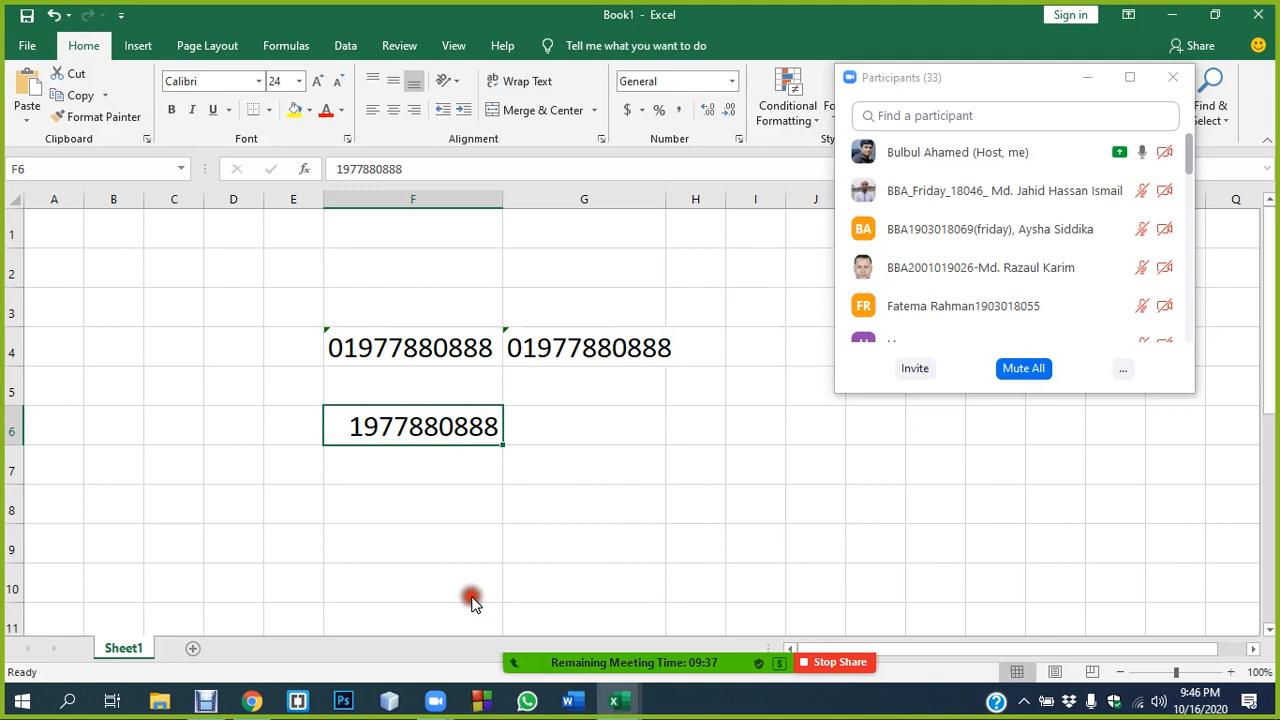 Book1 - Excel
Sign in
File Home Insert Page Layout Formulas Data Review View Help Tell me what you want to do Share
Paste
Cut
Copy
Format Painter
Clipboard
Calibri 24
B I U
Font
Wrap Text
Merge & Center
Alignment
General
$ % ,
Number
Conditional
Formatting
Find &
Select
Participants (33)
Find a participant
Bulbul Ahamed (Host, me)
BBA_Friday_18046_ Md. Jahid Hassan Ismail
BA BBA1903018069(friday), Aysha Siddika
BBA2001019026-Md. Razaul Karim
FR Fatema Rahman1903018055
Invite Mute All ...
F6 fx 1977880888
A B C D E F G H I J Q
1
2
3
4 01977880888 01977880888
5
6 1977880888
7
8
9
10
11
Sheet1
Ready
Remaining Meeting Time: 09:37 $ Stop Share
100%
9:46 PM
10/16/2020